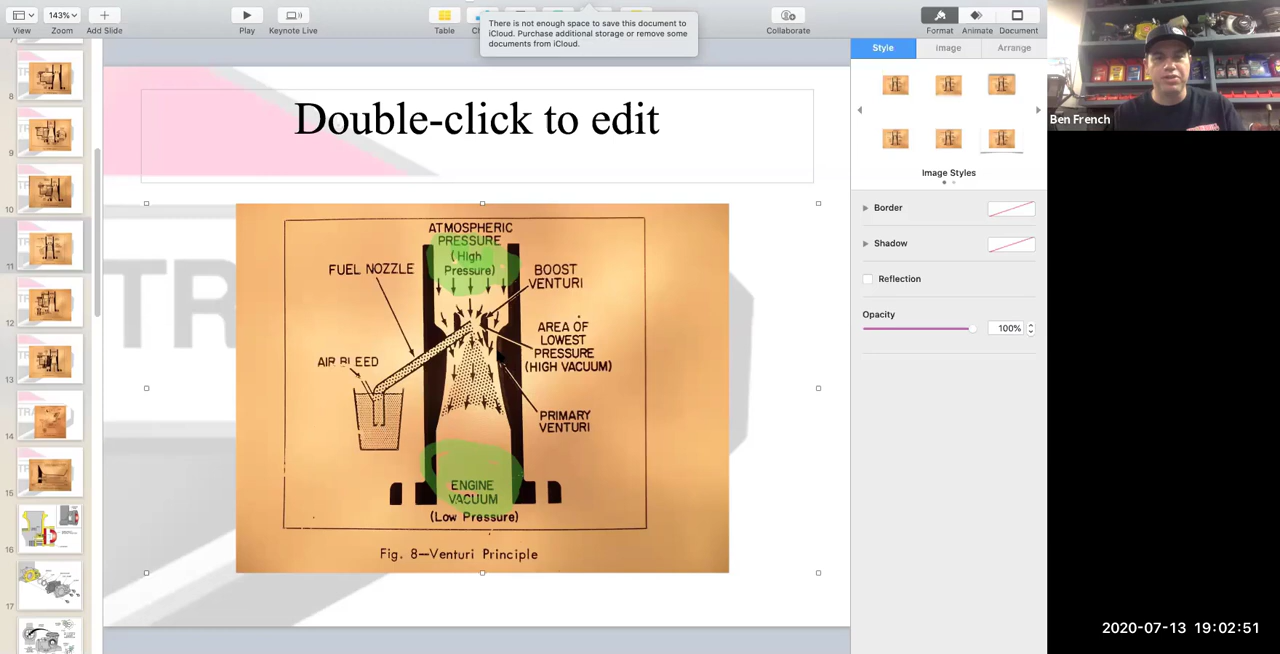 143%
View
Zoom
Add Slide
Play
Keynote Live
Table
There is not enough space to save this document to
iCloud. Purchase additional storage or remove some
documents from iCloud.
Collaborate
Format
Animate
Document
Style
Image
Arrange
Image Styles
Border
Shadow
Reflection
Opacity
100%
8
9
10
11
12
13
14
15
16
17
Double-click to edit
ATMOSPHERIC
PRESSURE
(High
Pressure)
FUEL NOZZLE
BOOST
VENTURI
AREA OF
LOWEST
PRESSURE
(HIGH VACUUM)
AIR BLEED
PRIMARY
VENTURI
ENGINE
VACUUM
(Low Pressure)
Fig. 8—Venturi Principle
TRA
Ben French
2020-07-13 19:02:51